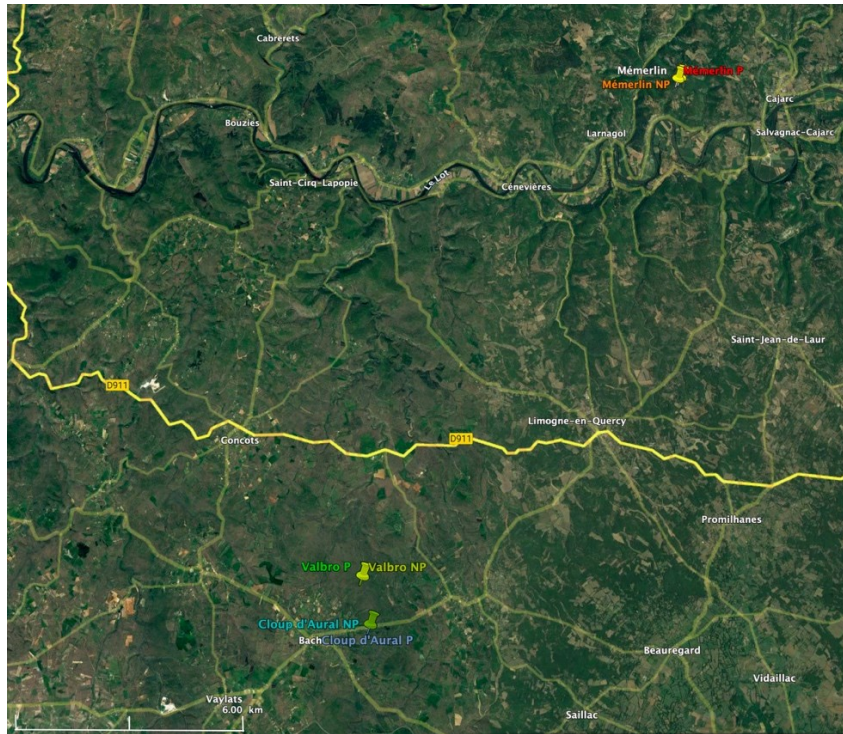 Cabrerets
Mémerlin
Mémerlin P
Mémerlin NP
Cajarc
Bouziès
Larnagol
Salvagnac-Cajarc
Saint-Cirq-Lapopie
Le Lot
Cénevières
Saint-Jean-de-Laur
D911
Limogne-en-Quercy
Concots
D911
Promilhanes
Valbro P
Valbro NP
Cloup d'Aural NP
Bach
Cloup d'Aural P
Beauregard
Vidaillac
Vaylats
6.00 km
Saillac